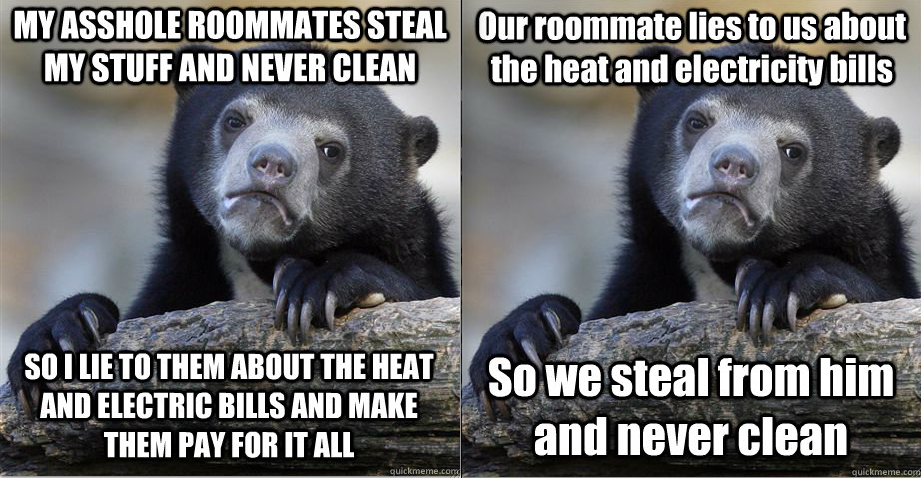 MY ASSHOLE ROOMMATES STEAL
MY STUFF AND NEVER CLEAN
SO I LIE TO THEM ABOUT THE HEAT
AND ELECTRIC BILLS AND MAKE
THEM PAY FOR IT ALL
quickmeme.com
Our roommate lies to us about
the heat and electricity bills
So we steal from him
and never clean
quickmeme.com